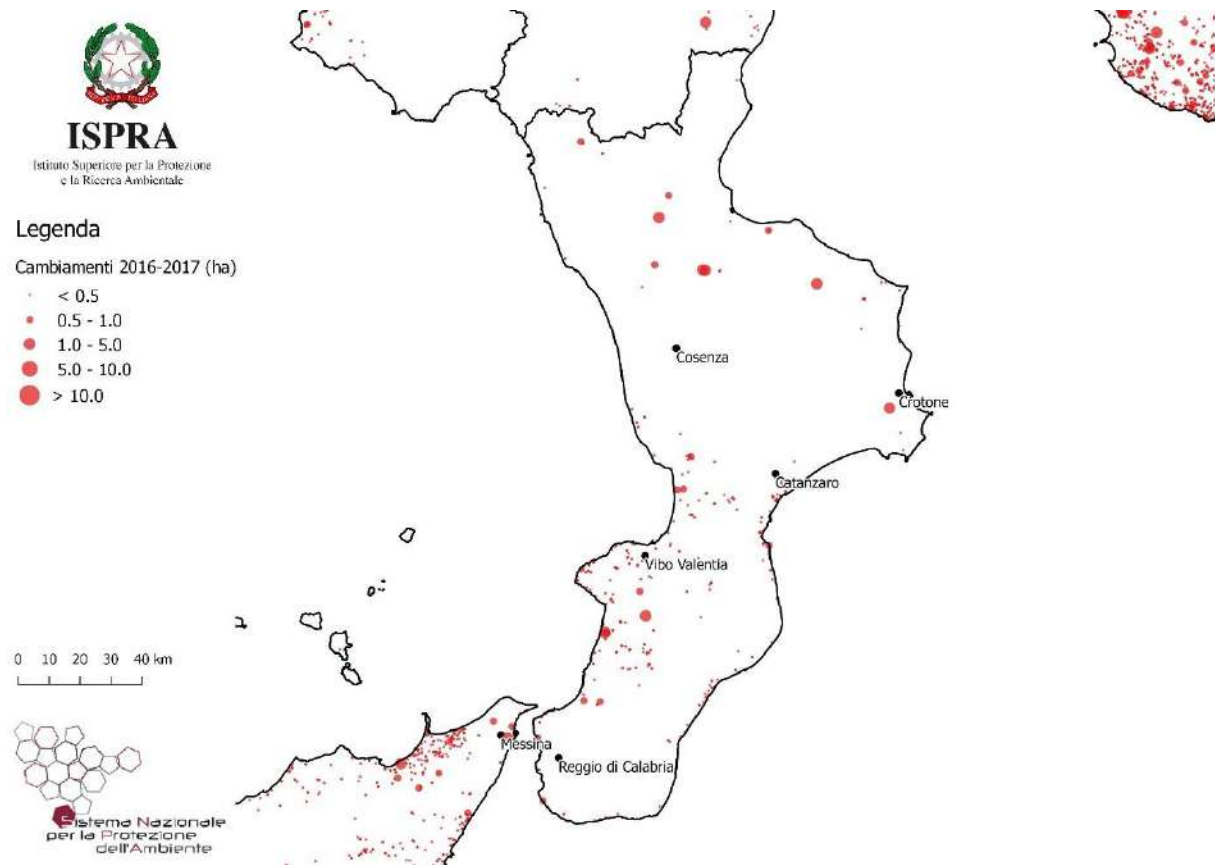 ISPRA
Istituto Superiore per la Protezione
e la Ricerca Ambientale
Legenda
Cambiamenti 2016-2017 (ha)
< 0.5
0.5 - 1.0
1.0 - 5.0
5.0 - 10.0
> 10.0
Cosenza
Crotone
Catanzaro
Vibo Valentia
Messina
Reggio di Calabria
0 10 20 30 40 km
Sistema Nazionale
per la Protezione
dell'Ambiente